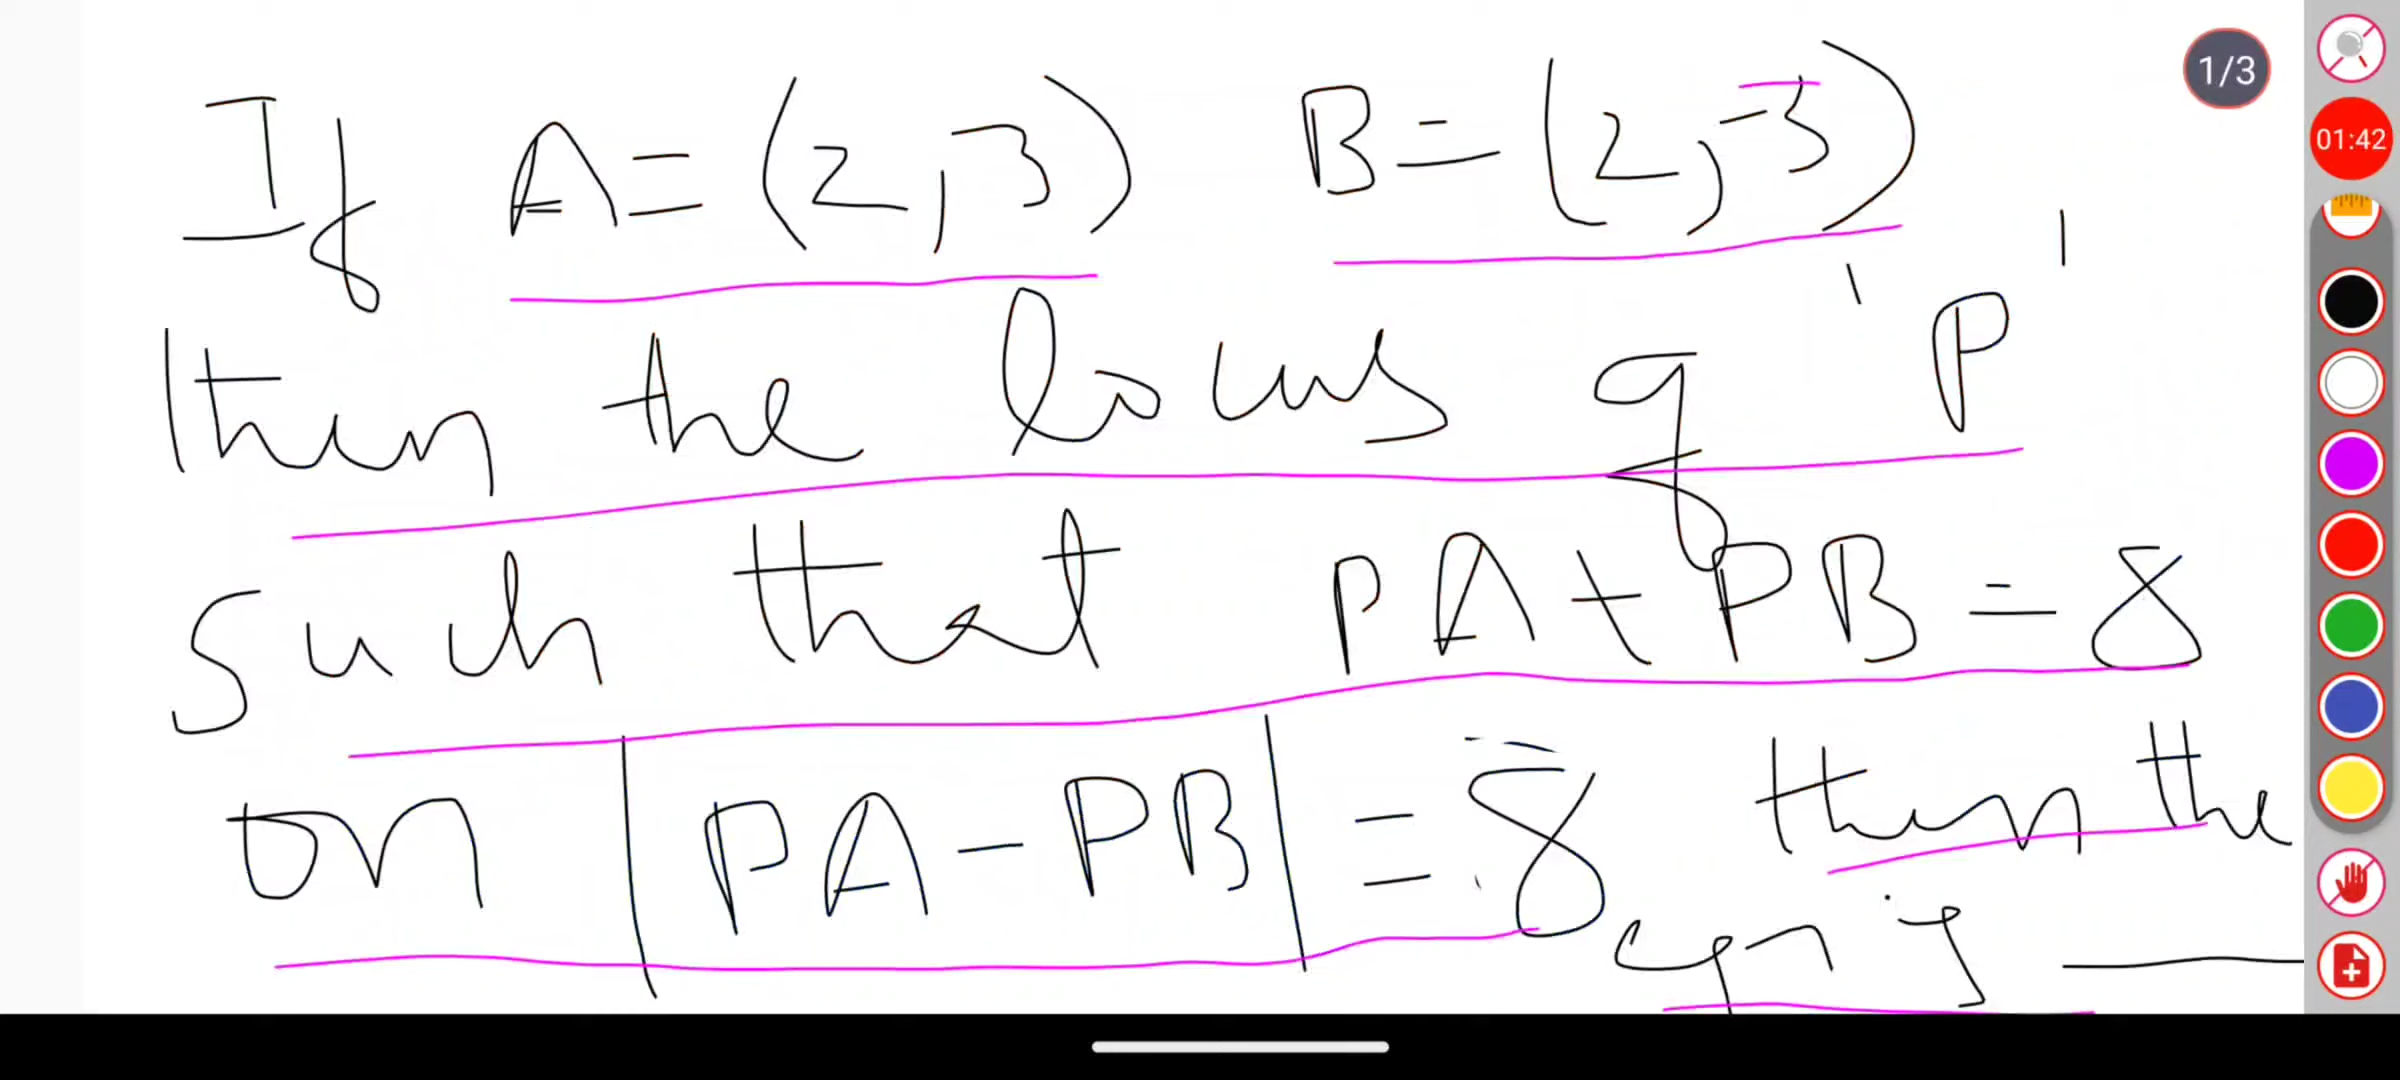 If A = (2, 3) B = (2, -3)
then the locus of 'P'
such that PA + PB = 8
or |PA - PB| = 8 then the
eqn is
1/3
01:42